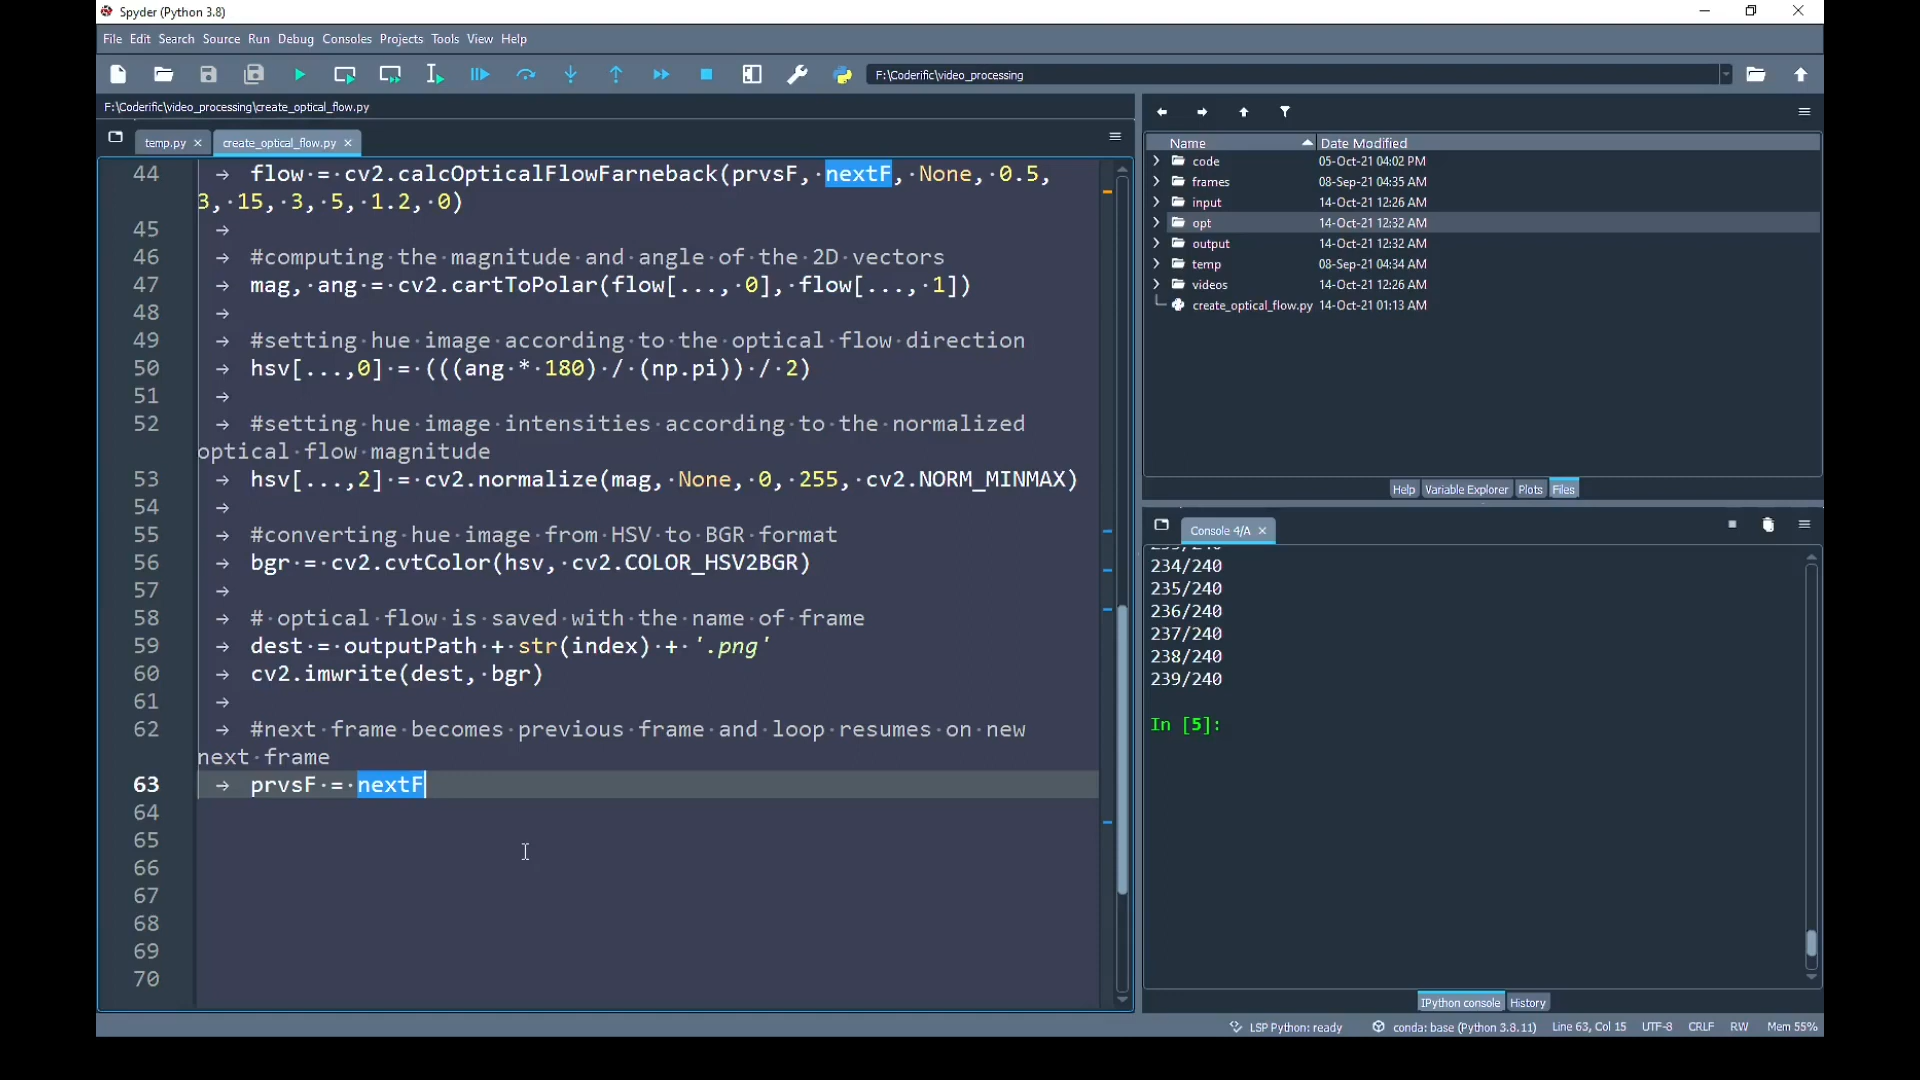 Spyder (Python 3.8)
File Edit Search Source Run Debug Consoles Projects Tools View Help
F:\Coderific\video_processing
F:\Coderific\video_processing\create_optical_flow.py
temp.py create_optical_flow.py
44 flow = cv2.calcOpticalFlowFarneback(prvsF, nextF, None, 0.5,
3, 15, 3, 5, 1.2, 0)
45
46 #computing the magnitude and angle of the 2D vectors
47 mag, ang = cv2.cartToPolar(flow[..., 0], flow[..., 1])
48
49 #setting hue image according to the optical flow direction
50 hsv[...,0] = (((ang * 180) / (np.pi)) / 2)
51
52 #setting hue image intensities according to the normalized
optical flow magnitude
53 hsv[...,2] = cv2.normalize(mag, None, 0, 255, cv2.NORM_MINMAX)
54
55 #converting hue image from HSV to BGR format
56 bgr = cv2.cvtColor(hsv, cv2.COLOR_HSV2BGR)
57
58 # optical flow is saved with the name of frame
59 dest = outputPath + str(index) + '.png'
60 cv2.imwrite(dest, bgr)
61
62 #next frame becomes previous frame and loop resumes on new
next frame
63 prvsF = nextF
64
65
66
67
68
69
70
Name Date Modified
code 05-Oct-21 04:02 PM
frames 08-Sep-21 04:35 AM
input 14-Oct-21 12:26 AM
opt 14-Oct-21 12:32 AM
output 14-Oct-21 12:32 AM
temp 08-Sep-21 04:34 AM
videos 14-Oct-21 12:26 AM
create_optical_flow.py 14-Oct-21 01:13 AM
Help Variable Explorer Plots Files
Console 4/A
234/240
235/240
236/240
237/240
238/240
239/240
In [5]:
IPython console History
LSP Python: ready conda: base (Python 3.8.11) Line 63, Col 15 UTF-8 CRLF RW Mem 55%